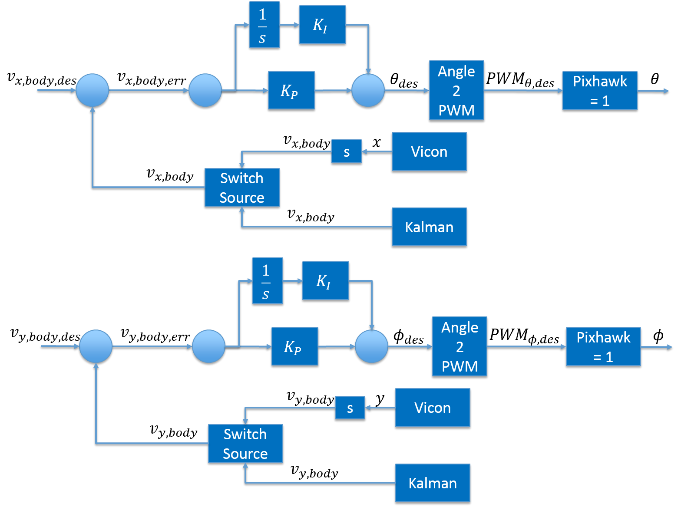 1
s
K_I
v_{x,body,des}
v_{x,body,err}
K_P
θ_{des}
Angle
2
PWM
PWM_{θ,des}
Pixhawk
= 1
θ
v_{x,body}
s
x
Vicon
v_{x,body}
Switch
Source
v_{x,body}
Kalman
1
s
K_I
v_{y,body,des}
v_{y,body,err}
K_P
ϕ_{des}
Angle
2
PWM
PWM_{ϕ,des}
Pixhawk
= 1
ϕ
v_{y,body}
s
y
Vicon
v_{y,body}
Switch
Source
v_{y,body}
Kalman